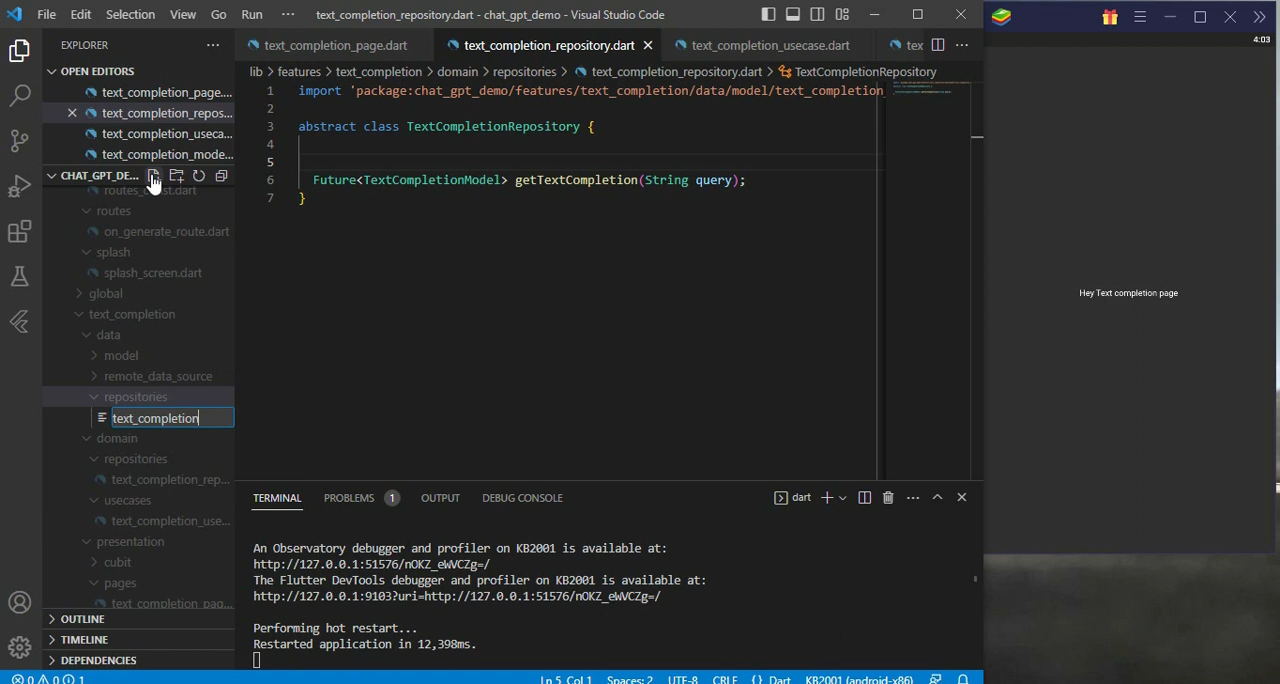 File Edit Selection View Go Run ··· text_completion_repository.dart - chat_gpt_demo - Visual Studio Code
EXPLORER ···
text_completion_page.dart text_completion_repository.dart text_completion_usecase.dart tex ···
OPEN EDITORS
lib > features > text_completion > domain > repositories > text_completion_repository.dart > TextCompletionRepository
text_completion_page....
text_completion_repos...
text_completion_useca...
text_completion_mode...
CHAT_GPT_DE...
.dart
routes
on_generate_route.dart
splash
splash_screen.dart
global
text_completion
data
model
remote_data_source
repositories
text_completion
domain
repositories
text_completion_rep...
usecases
text_completion_use...
presentation
cubit
pages
text_completion_pag...
OUTLINE
TIMELINE
DEPENDENCIES
1 import 'package:chat_gpt_demo/features/text_completion/data/model/text_completion_
2
3 abstract class TextCompletionRepository {
4
5
6 Future<TextCompletionModel> getTextCompletion(String query);
7 }
TERMINAL PROBLEMS 1 OUTPUT DEBUG CONSOLE dart ···
An Observatory debugger and profiler on KB2001 is available at:
http://127.0.0.1:51576/nOKZ_eWVCZg=/
The Flutter DevTools debugger and profiler on KB2001 is available at:
http://127.0.0.1:9103?uri=http://127.0.0.1:51576/nOKZ_eWVCZg=/
Performing hot restart...
Restarted application in 12,398ms.
0 0 1 Ln 5, Col 1 Spaces: 2 UTF-8 CRLF {} Dart KB2001 (android-x86)
4:03
Hey Text completion page